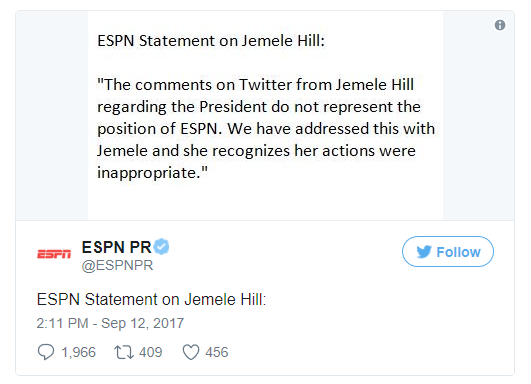 ESPN Statement on Jemele Hill:
"The comments on Twitter from Jemele Hill
regarding the President do not represent the
position of ESPN. We have addressed this with
Jemele and she recognizes her actions were
inappropriate."
ESPN
ESPN PR
@ESPNPR
Follow
ESPN Statement on Jemele Hill:
2:11 PM - Sep 12, 2017
1,966 409 456